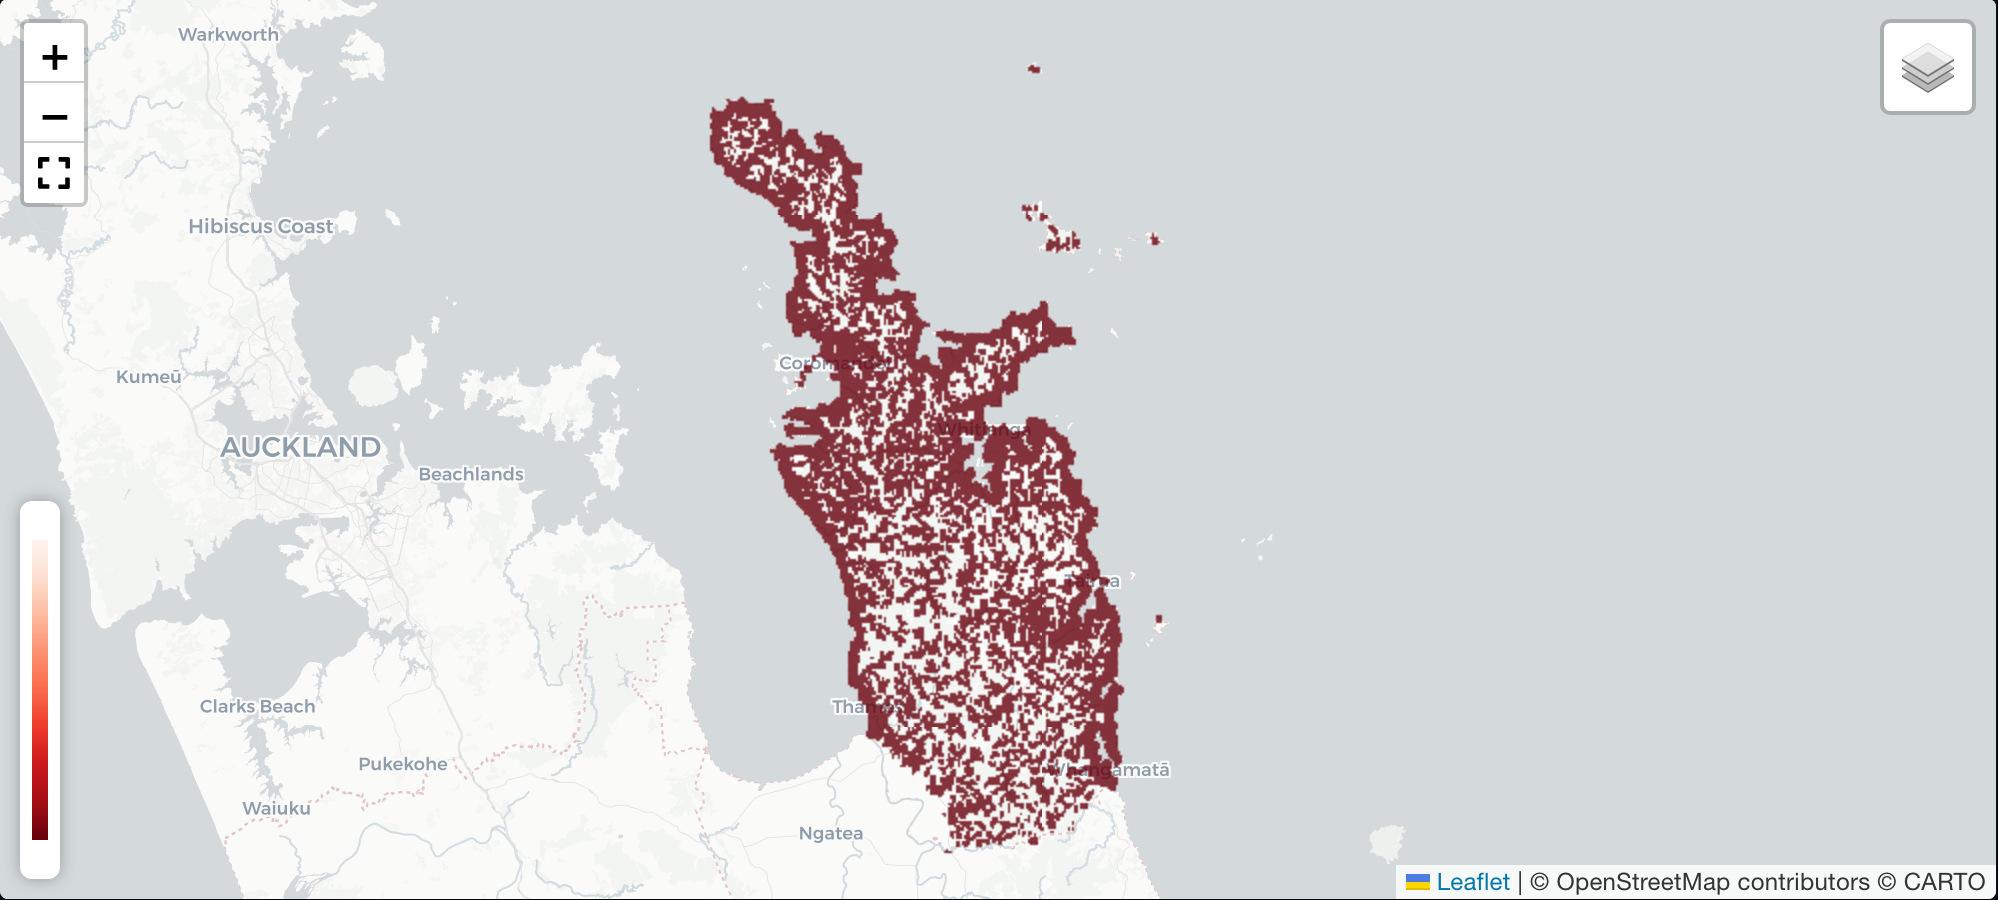 Warkworth
+
−
Hibiscus Coast
Coromandel
Kumeū
Whitianga
AUCKLAND
Beachlands
Tairua
Thames
Clarks Beach
Pukekohe
Whangamatā
Waiuku
Ngatea
Leaflet | © OpenStreetMap contributors © CARTO